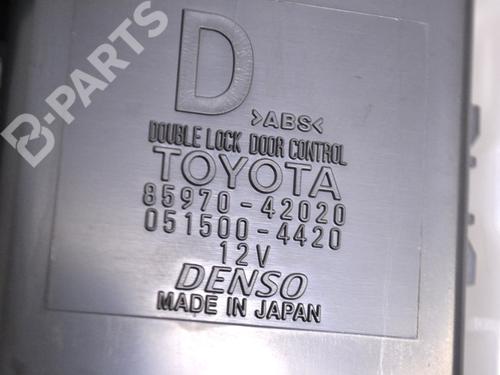 B-PARTS
D
>ABS<
DOUBLE LOCK DOOR CONTROL
TOYOTA
85970-42020
051500-4420
12V
DENSO
MADE IN JAPAN